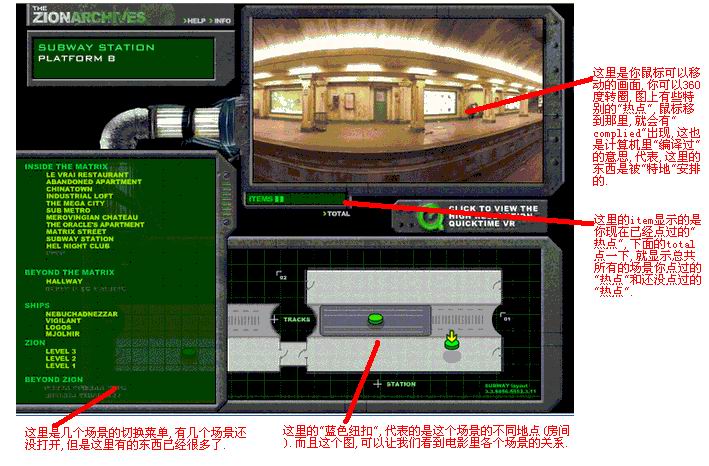 THE
ZION ARCHIVES
>HELP >INFO
SUBWAY STATION
PLATFORM 8
INSIDE THE MATRIX
LE VRAI RESTAURANT
ABANDONED APARTMENT
CHINATOWN
INDUSTRIAL LOFT
THE MEGA CITY
SUB METRO
MEROVINGIAN CHATEAU
THE ORACLE'S APARTMENT
MATRIX STREET
SUBWAY STATION
HEL NIGHT CLUB
BEYOND THE MATRIX
HALLWAY
SHIPS
NEBUCHADNEZZAR
VIGILANT
LOGOS
MJOLNIR
ZION
LEVEL 3
LEVEL 2
LEVEL 1
BEYOND ZION
ITEMS
>TOTAL
CLICK TO VIEW THE
HIGH RESOLUTION
QUICKTIME VR
02
TRACKS
01
STATION
SUBWAY layout
这里是你鼠标可以移
动的画面,你可以360
度转圈,图上有些特
别的"热点",鼠标移
到那里,就会有"
complied"出现,这也
是计算机里"编译过"
的意思,代表,这里的
东西是被"特地"安排
的.
这里的item显示的是
你现在已经点过的"
热点",下面的total
点一下,就显示总共
所有的场景你点过的
"热点"和还没点过的
"热点".
这里是几个场景的切换菜单,有几个场景还
没打开,但是这里有的东西已经很多了.
这里的"蓝色纽扣",代表的是这个场景的不同地点(房间
).而且这个图,可以让我们看到电影里各个场景的关系.